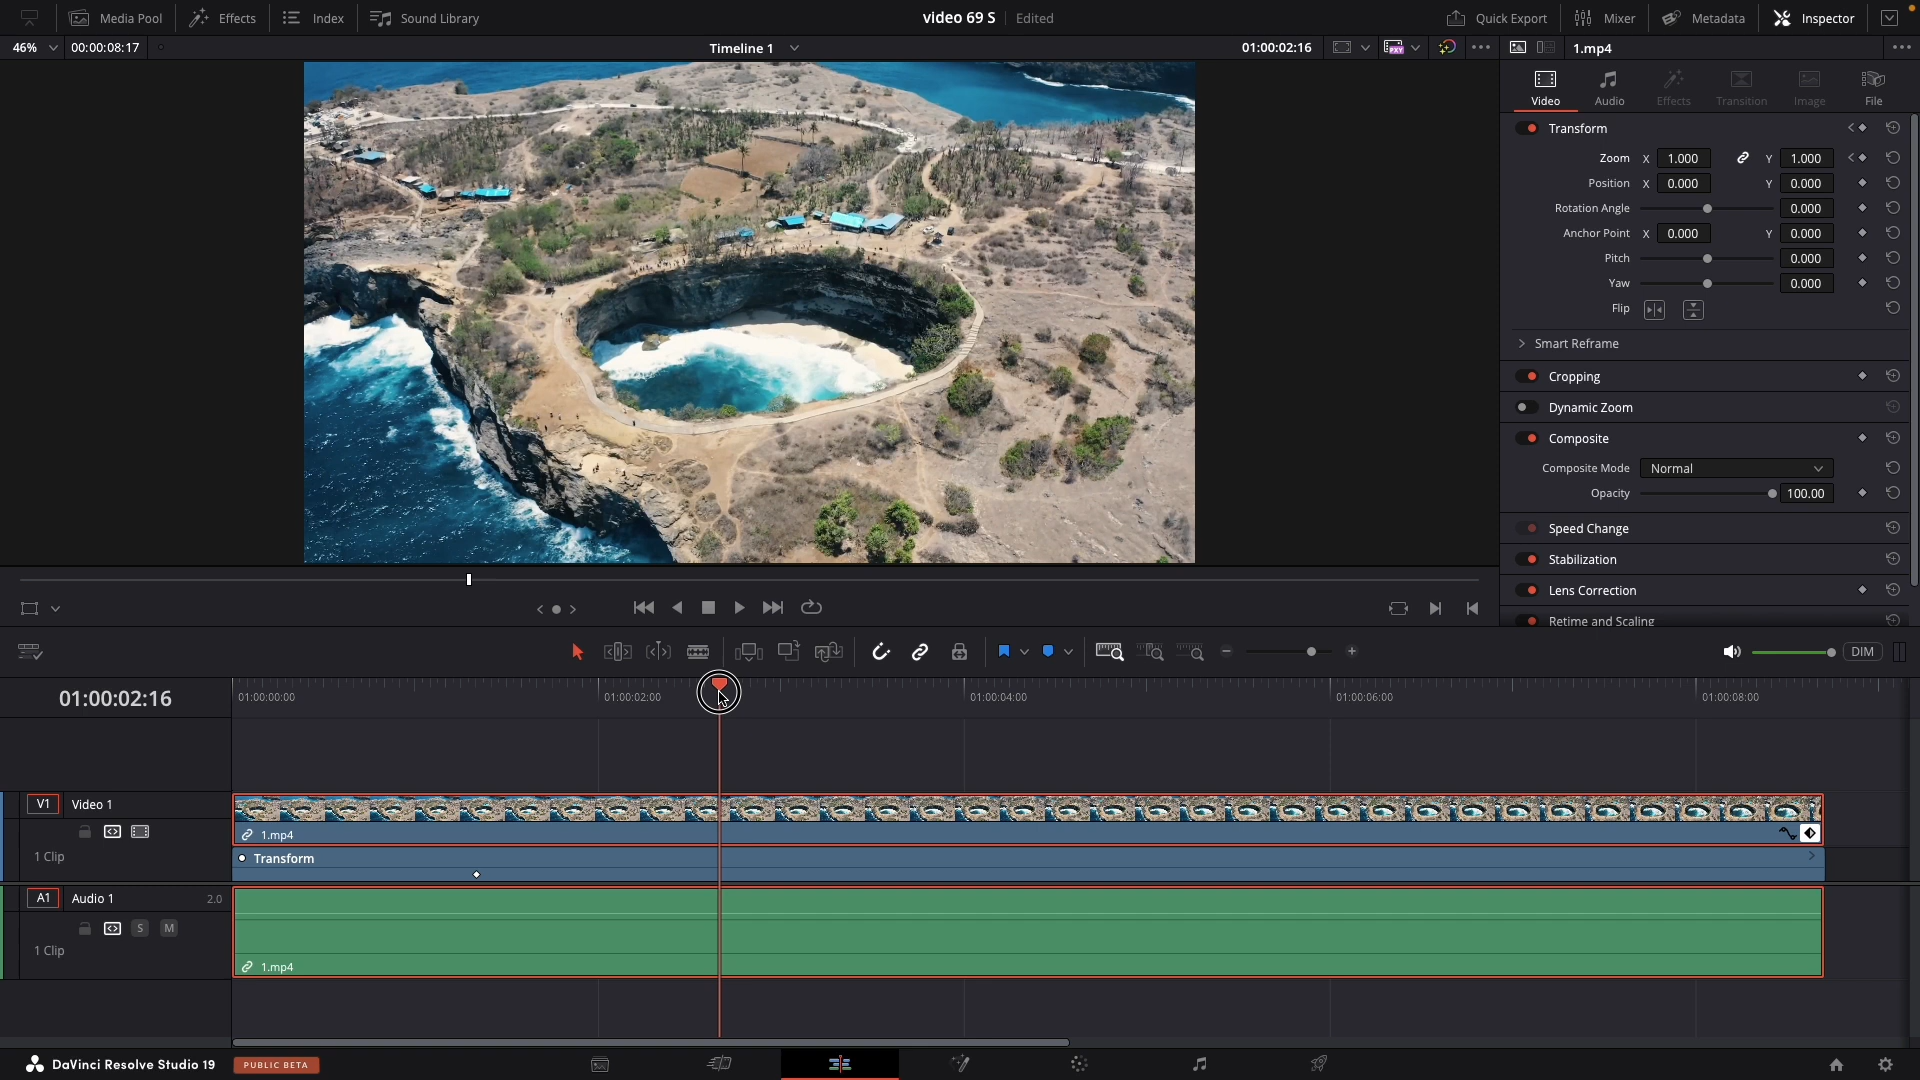 Media Pool
Effects
Index
Sound Library
video 69 S
Edited
Quick Export
Mixer
Metadata
Inspector
46%
00:00:08:17
Timeline 1
01:00:02:16
PXY
1.mp4
Video
Audio
Effects
Transition
Image
File
Transform
Zoom X 1.000 Y 1.000
Position X 0.000 Y 0.000
Rotation Angle 0.000
Anchor Point X 0.000 Y 0.000
Pitch 0.000
Yaw 0.000
Flip
Smart Reframe
Cropping
Dynamic Zoom
Composite
Composite Mode Normal
Opacity 100.00
Speed Change
Stabilization
Lens Correction
Retime and Scaling
DIM
01:00:02:16
01:00:00:00
01:00:02:00
01:00:04:00
01:00:06:00
01:00:08:00
V1 Video 1
1 Clip
1.mp4
Transform
A1 Audio 1 2.0
S M
1 Clip
1.mp4
DaVinci Resolve Studio 19
PUBLIC BETA